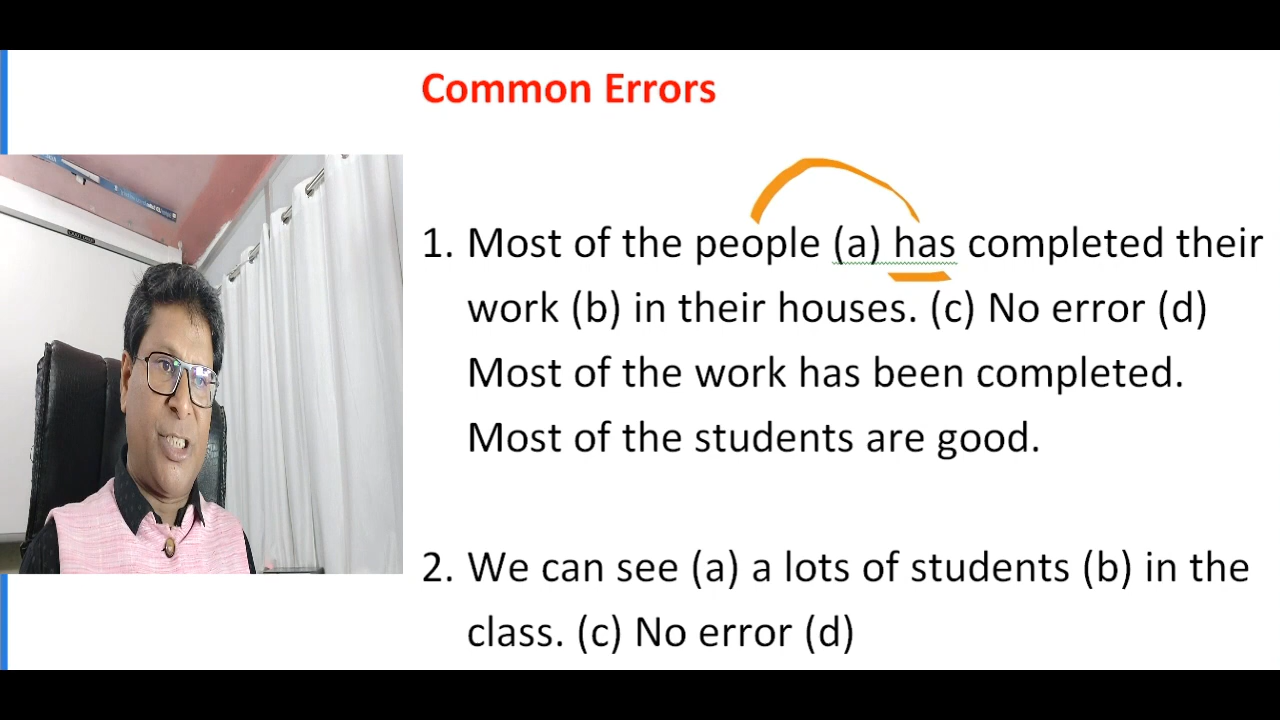 Common Errors
1. Most of the people (a) has completed their
work (b) in their houses. (c) No error (d)
Most of the work has been completed.
Most of the students are good.
2. We can see (a) a lots of students (b) in the
class. (c) No error (d)